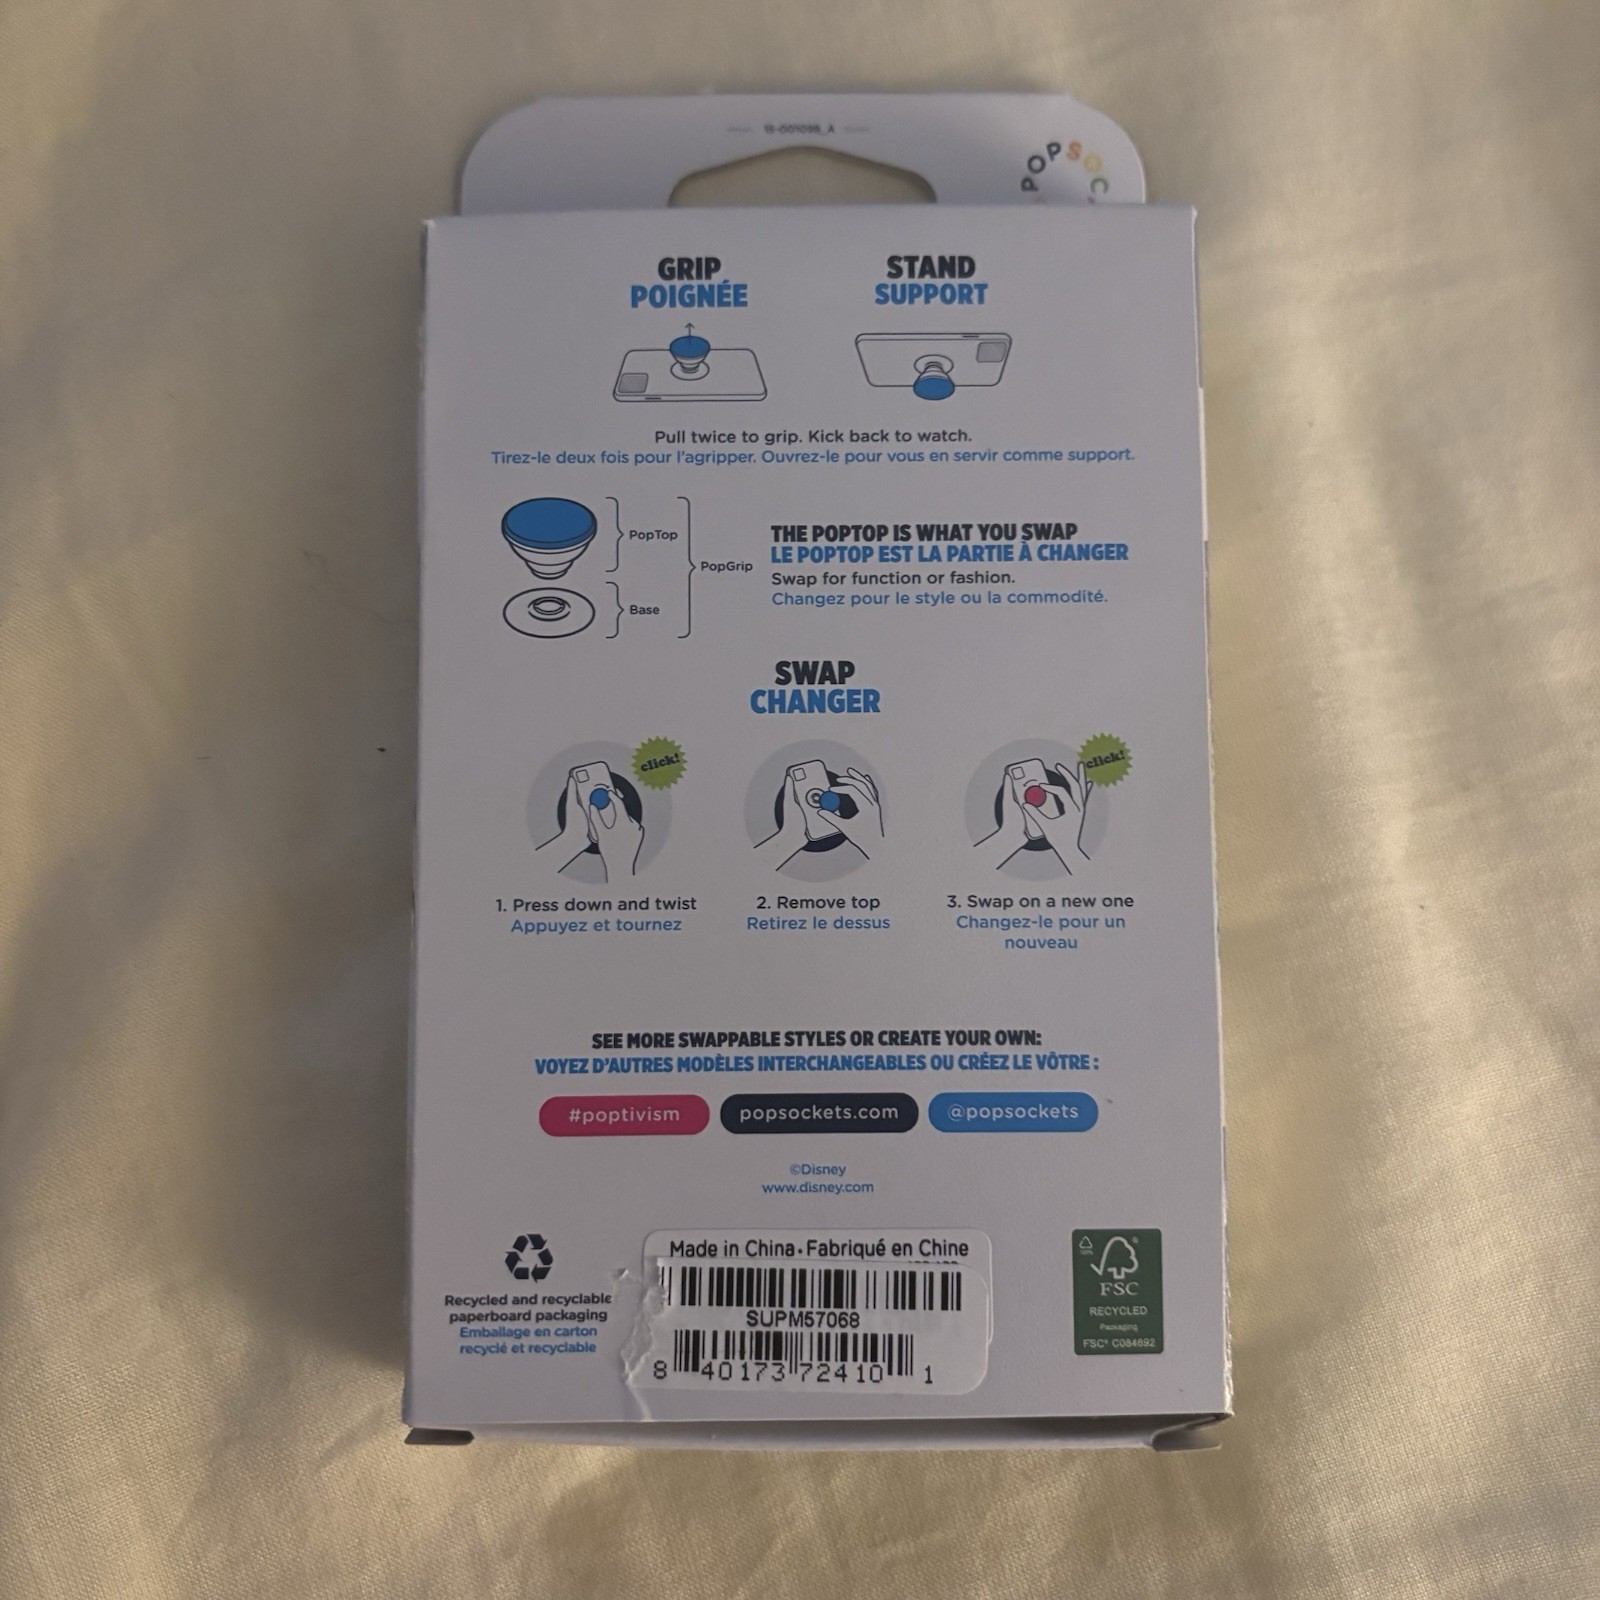 15-001098_A
POPSOC
GRIP
POIGNÉE
STAND
SUPPORT
Pull twice to grip. Kick back to watch.
Tirez-le deux fois pour l'agripper. Ouvrez-le pour vous en servir comme support.
PopTop
PopGrip
Base
THE POPTOP IS WHAT YOU SWAP
LE POPTOP EST LA PARTIE À CHANGER
Swap for function or fashion.
Changez pour le style ou la commodité.
SWAP
CHANGER
click!
click!
1. Press down and twist
Appuyez et tournez
2. Remove top
Retirez le dessus
3. Swap on a new one
Changez-le pour un
nouveau
SEE MORE SWAPPABLE STYLES OR CREATE YOUR OWN:
VOYEZ D'AUTRES MODÈLES INTERCHANGEABLES OU CRÉEZ LE VÔTRE :
#poptivism
popsockets.com
@popsockets
©Disney
www.disney.com
Recycled and recyclable
paperboard packaging
Emballage en carton
recyclé et recyclable
Made in China • Fabriqué en Chine
SUPM57068
8 40173 72410 1
100%
FSC®
RECYCLED
Packaging
FSC® C084692